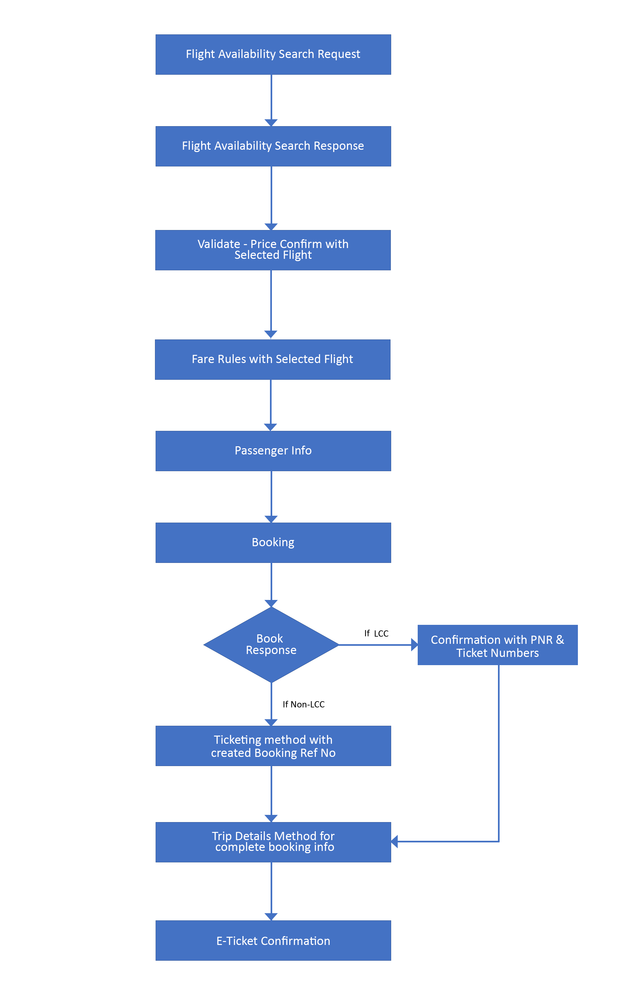 Flight Availability Search Request
Flight Availability Search Response
Validate - Price Confirm with
Selected Flight
Fare Rules with Selected Flight
Passenger Info
Booking
Book
Response
If LCC
Confirmation with PNR &
Ticket Numbers
If Non-LCC
Ticketing method with
created Booking Ref No
Trip Details Method for
complete booking info
E-Ticket Confirmation